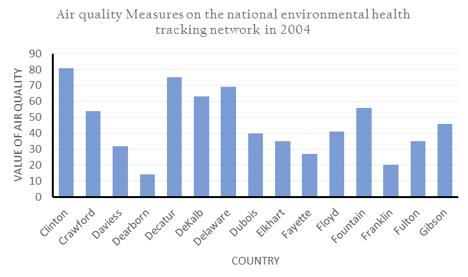 Air quality Measures on the national environmental health
tracking network in 2004
VALUE OF AIR QUALITY
90
80
70
60
50
40
30
20
10
0
Clinton
Crawford
Daviess
Dearborn
Decatur
DeKalb
Delaware
Dubois
Elkhart
Fayette
Floyd
Fountain
Franklin
Fulton
Gibson
COUNTRY